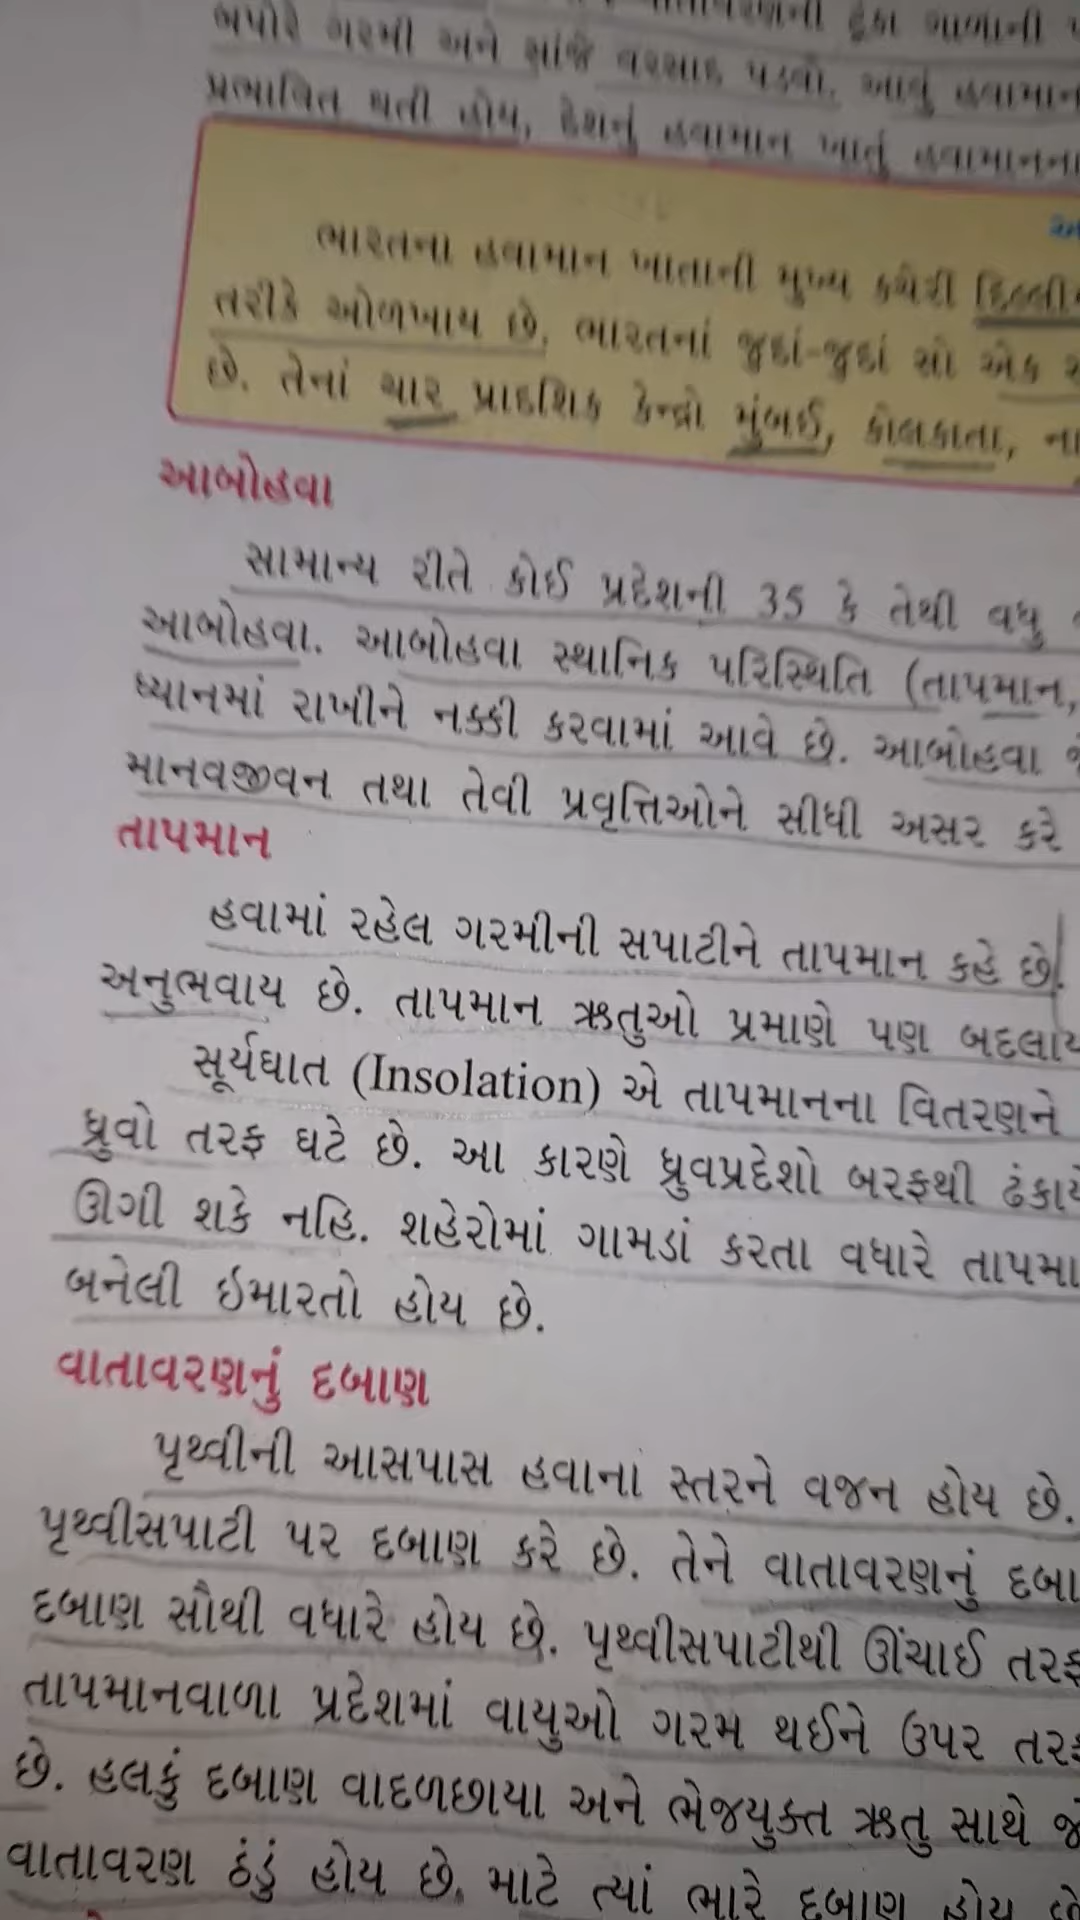 બપોરે ગરમી અને સાંજે વરસાદ પડવો. આવું હવામાન
પ્રભાવિત થતી હોય, દેશનું હવામાન ખાતું હવામાનના
ભારતના હવામાન ખાતાની મુખ્ય કચેરી દિલ્લી
તરીકે ઓળખાય છે. ભારતનાં જુદાં-જુદાં સો એક
છે. તેનાં ચાર પ્રાદેશિક કેન્દ્રો મુંબઈ, કોલકાતા, ના
આબોહવા
સામાન્ય રીતે કોઈ પ્રદેશની 35 કે તેથી વધુ
આબોહવા. આબોહવા સ્થાનિક પરિસ્થિતિ (તાપમાન,
ધ્યાનમાં રાખીને નક્કી કરવામાં આવે છે. આબોહવા
માનવજીવન તથા તેવી પ્રવૃત્તિઓને સીધી અસર કરે
તાપમાન
હવામાં રહેલ ગરમીની સપાટીને તાપમાન કહે છે.
અનુભવાય છે. તાપમાન ઋતુઓ પ્રમાણે પણ બદલાય
સૂર્યઘાત (Insolation) એ તાપમાનના વિતરણને
ધ્રુવો તરફ ઘટે છે. આ કારણે ધ્રુવપ્રદેશો બરફથી ઢંકાયે
ઊગી શકે નહિ. શહેરોમાં ગામડાં કરતા વધારે તાપમા
બનેલી ઇમારતો હોય છે.
વાતાવરણનું દબાણ
પૃથ્વીની આસપાસ હવાના સ્તરને વજન હોય છે.
પૃથ્વીસપાટી પર દબાણ કરે છે. તેને વાતાવરણનું દબા
દબાણ સૌથી વધારે હોય છે. પૃથ્વીસપાટીથી ઊંચાઈ તરફ
તાપમાનવાળા પ્રદેશમાં વાયુઓ ગરમ થઈને ઉપર તરફ
છે. હલકું દબાણ વાદળછાયા અને ભેજયુક્ત ઋતુ સાથે જો
વાતાવરણ ઠંડું હોય છે. માટે ત્યાં ભારે દબાણ હોય છે